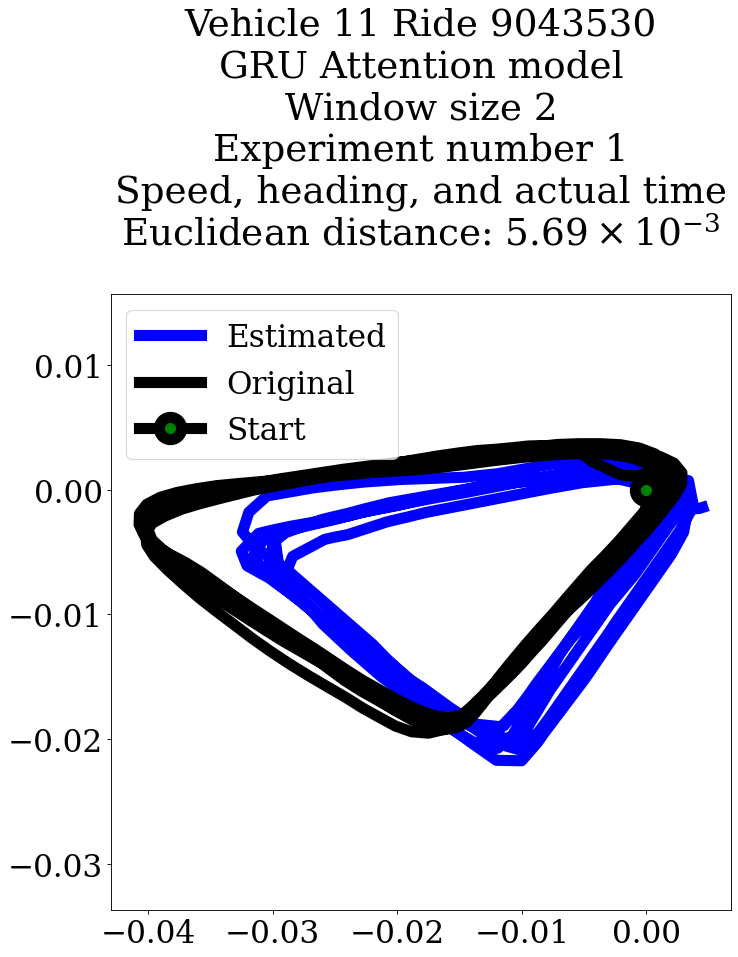 Vehicle 11 Ride 9043530
GRU Attention model
Window size 2
Experiment number 1
Speed, heading, and actual time
Euclidean distance: 5.69 × 10⁻³
Estimated
Original
Start
0.01
0.00
−0.01
−0.02
−0.03
−0.04 −0.03 −0.02 −0.01 0.00